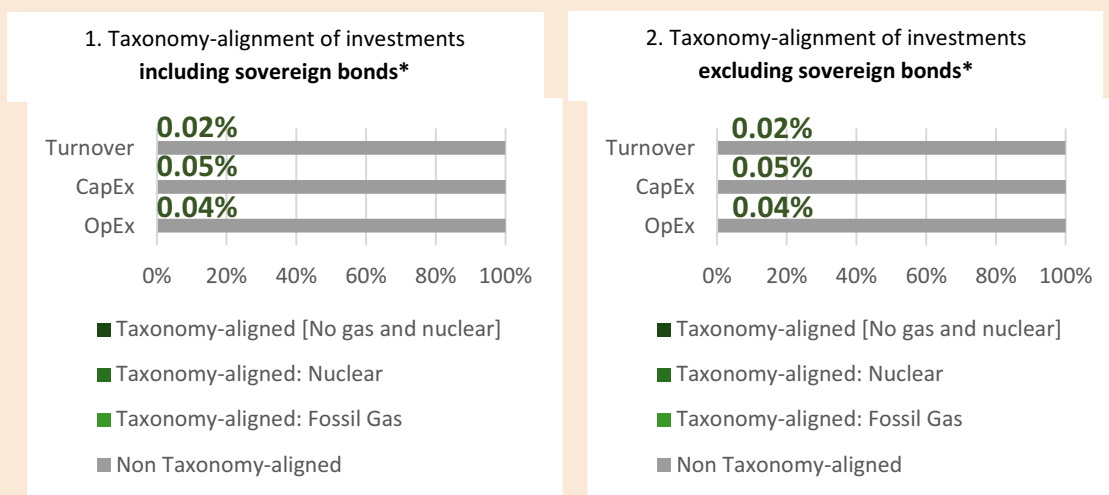 1. Taxonomy-alignment of investments
including sovereign bonds*
0.02%
Turnover
0.05%
CapEx
0.04%
OpEx
0% 20% 40% 60% 80% 100%
Taxonomy-aligned [No gas and nuclear]
Taxonomy-aligned: Nuclear
Taxonomy-aligned: Fossil Gas
Non Taxonomy-aligned
2. Taxonomy-alignment of investments
excluding sovereign bonds*
0.02%
Turnover
0.05%
CapEx
0.04%
OpEx
0% 20% 40% 60% 80% 100%
Taxonomy-aligned [No gas and nuclear]
Taxonomy-aligned: Nuclear
Taxonomy-aligned: Fossil Gas
Non Taxonomy-aligned